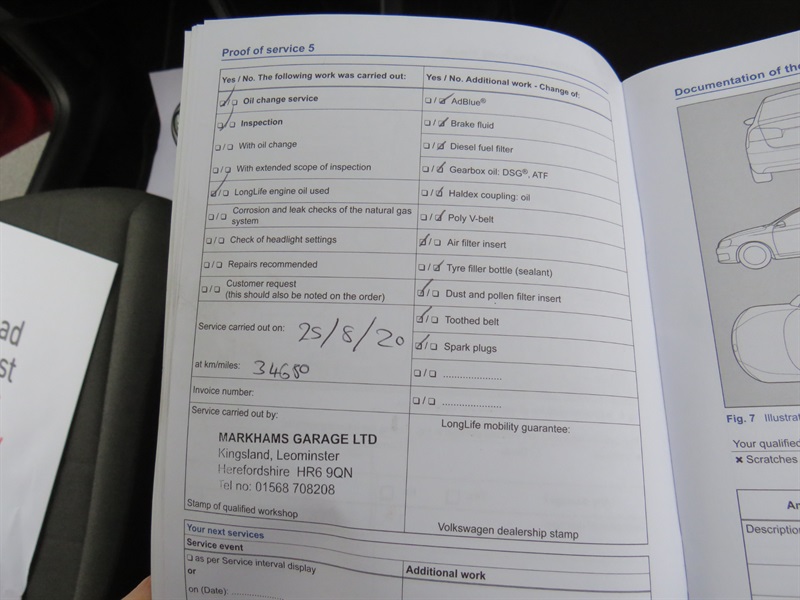 Proof of service 5
Yes / No. The following work was carried out:
☑/☐ Oil change service
☑/☐ Inspection
☐/☐ With oil change
☐/☐ With extended scope of inspection
☑/☐ LongLife engine oil used
☐/☐ Corrosion and leak checks of the natural gas
system
☐/☐ Check of headlight settings
☐/☐ Repairs recommended
☐/☐ Customer request
(this should also be noted on the order)
Service carried out on: 25/8/20
at km/miles: 34680
Invoice number:
Service carried out by:
MARKHAMS GARAGE LTD
Kingsland, Leominster
Herefordshire HR6 9QN
Tel no: 01568 708208
Stamp of qualified workshop
Yes / No. Additional work - Change of:
☐/☑ AdBlue®
☐/☑ Brake fluid
☐/☑ Diesel fuel filter
☐/☑ Gearbox oil: DSG®, ATF
☐/☑ Haldex coupling: oil
☐/☑ Poly V-belt
☑/☐ Air filter insert
☐/☑ Tyre filler bottle (sealant)
☑/☐ Dust and pollen filter insert
☑/☐ Toothed belt
☑/☐ Spark plugs
☐/☐ ....................
☐/☐ ....................
LongLife mobility guarantee:
Volkswagen dealership stamp
Your next services
Service event
☐ as per Service interval display
or
on (Date): ....................
Additional work
Documentation of the
Fig. 7 Illustrat
Your qualified
✖ Scratches
Ar
Description
ad
st